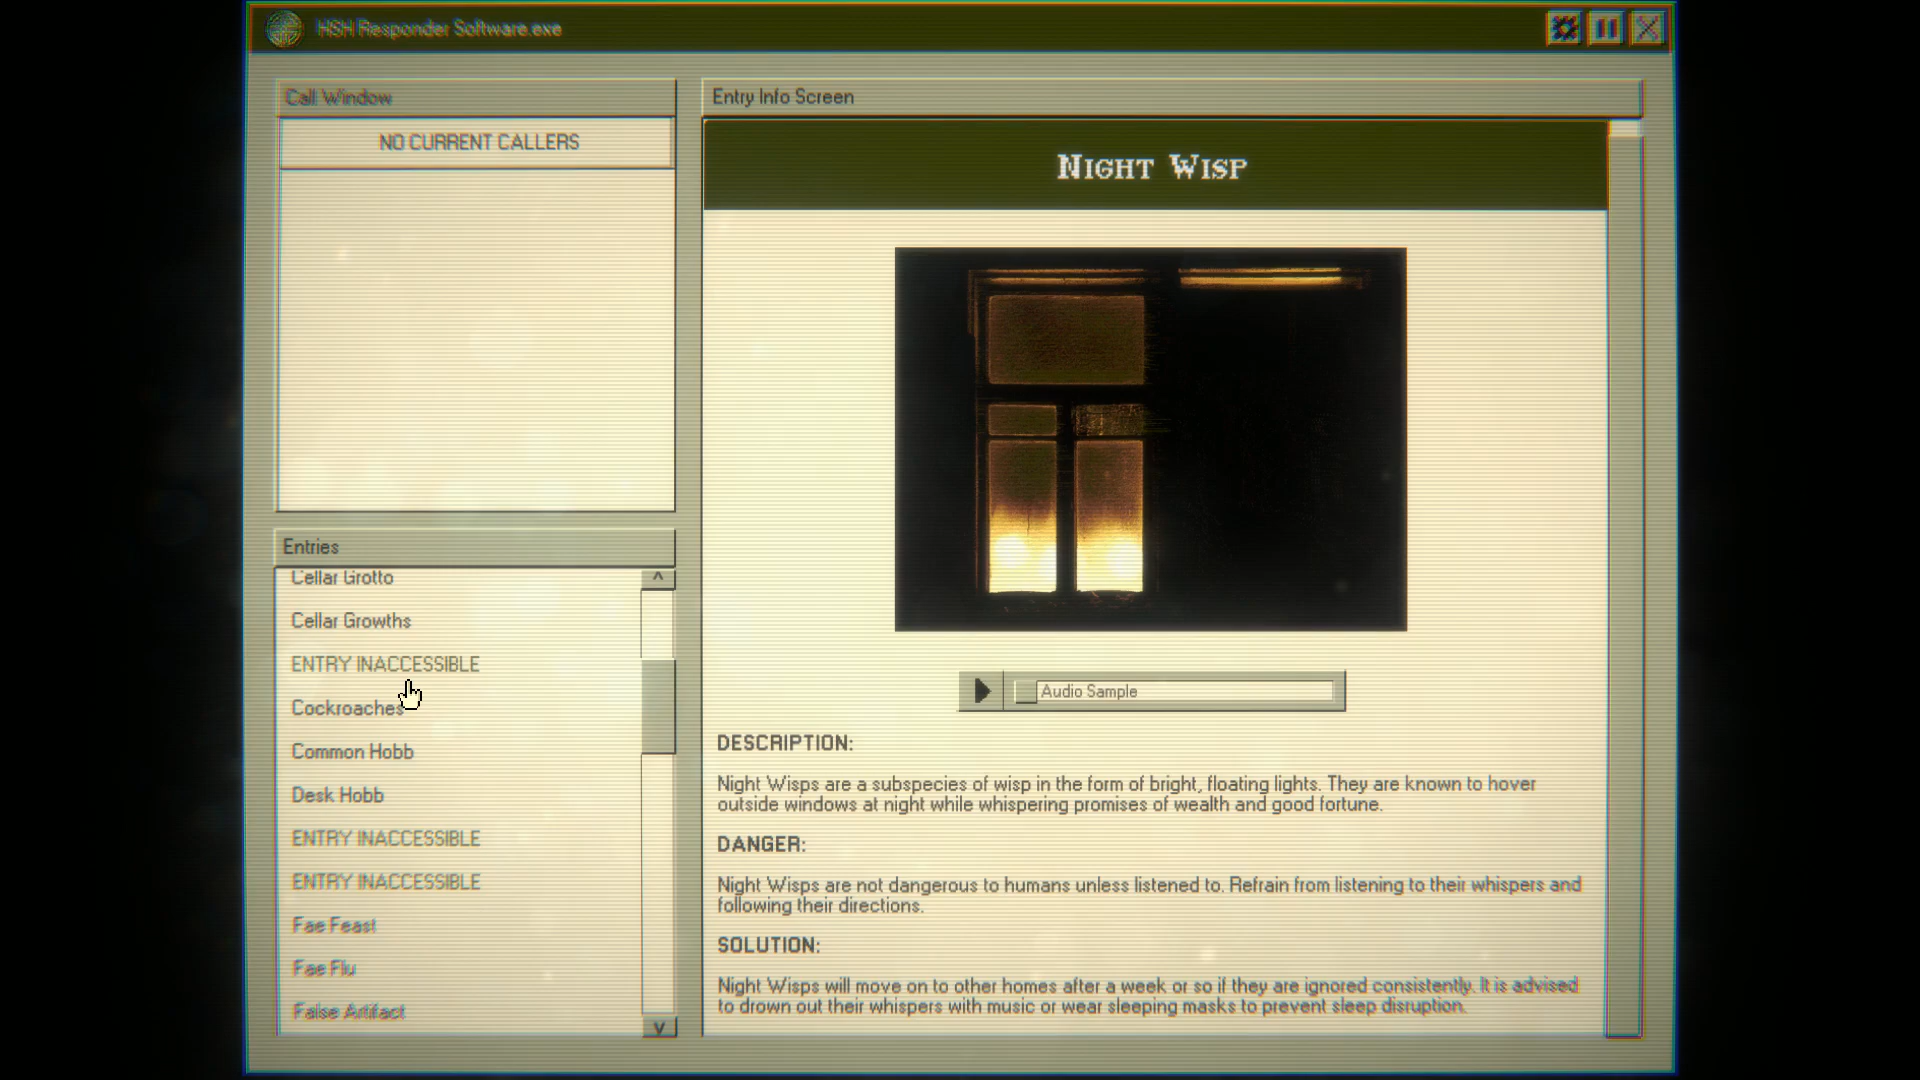 HSH Responder Software.exe
Call Window
NO CURRENT CALLERS
Entries
Cellar Grotto
^
Cellar Growths
ENTRY INACCESSIBLE
Cockroaches
Common Hobb
Desk Hobb
ENTRY INACCESSIBLE
ENTRY INACCESSIBLE
Fae Feast
Fae Flu
False Artifact
v
Entry Info Screen
Night Wisp
Audio Sample
DESCRIPTION:
Night Wisps are a subspecies of wisp in the form of bright, floating lights. They are known to hover
outside windows at night while whispering promises of wealth and good fortune.
DANGER:
Night Wisps are not dangerous to humans unless listened to. Refrain from listening to their whispers and
following their directions.
SOLUTION:
Night Wisps will move on to other homes after a week or so if they are ignored consistently. It is advised
to drown out their whispers with music or wear sleeping masks to prevent sleep disruption.